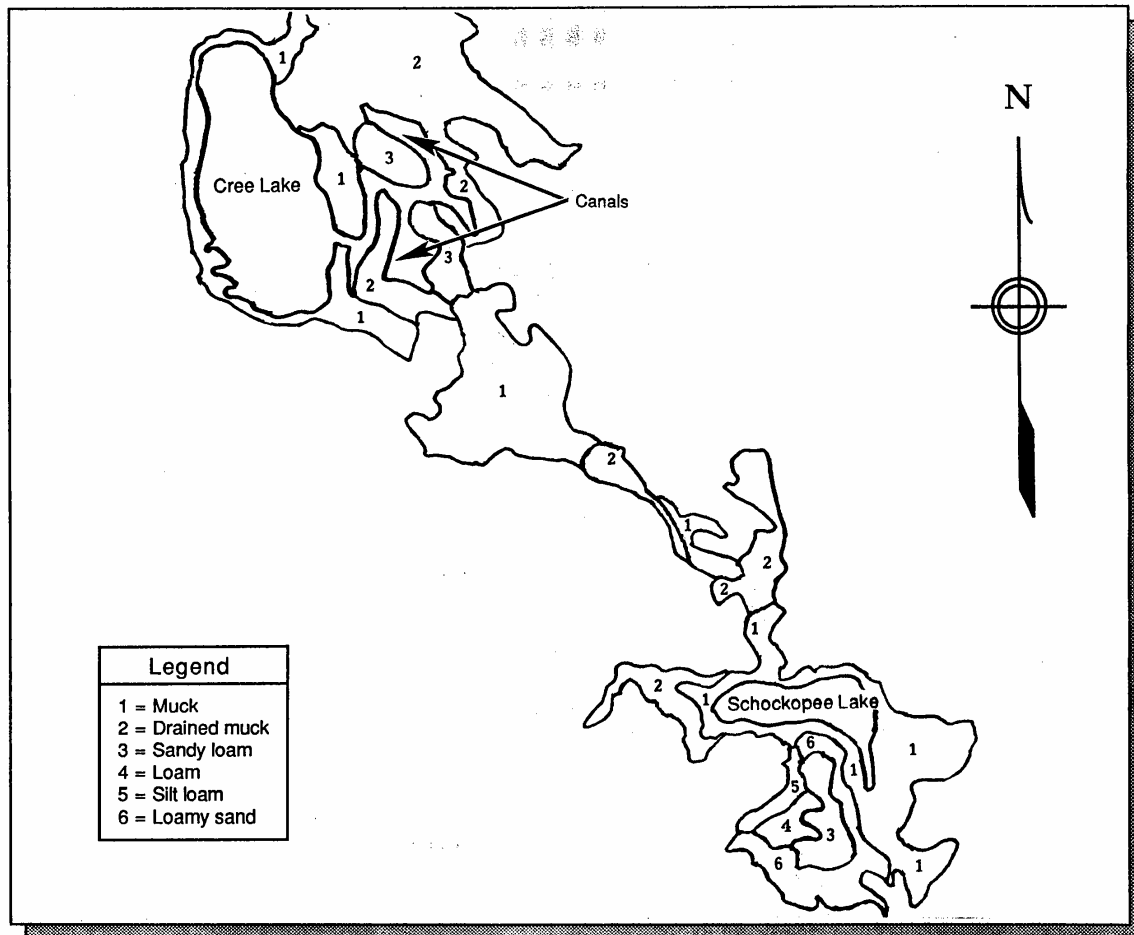 1
2
N
3
1
2
Cree Lake
Canals
3
2
1
1
2
1
2
2
1
Legend
1 = Muck
2 = Drained muck
3 = Sandy loam
4 = Loam
5 = Silt loam
6 = Loamy sand
2
1
Schockopee Lake
6
1
1
5
4
3
6
1